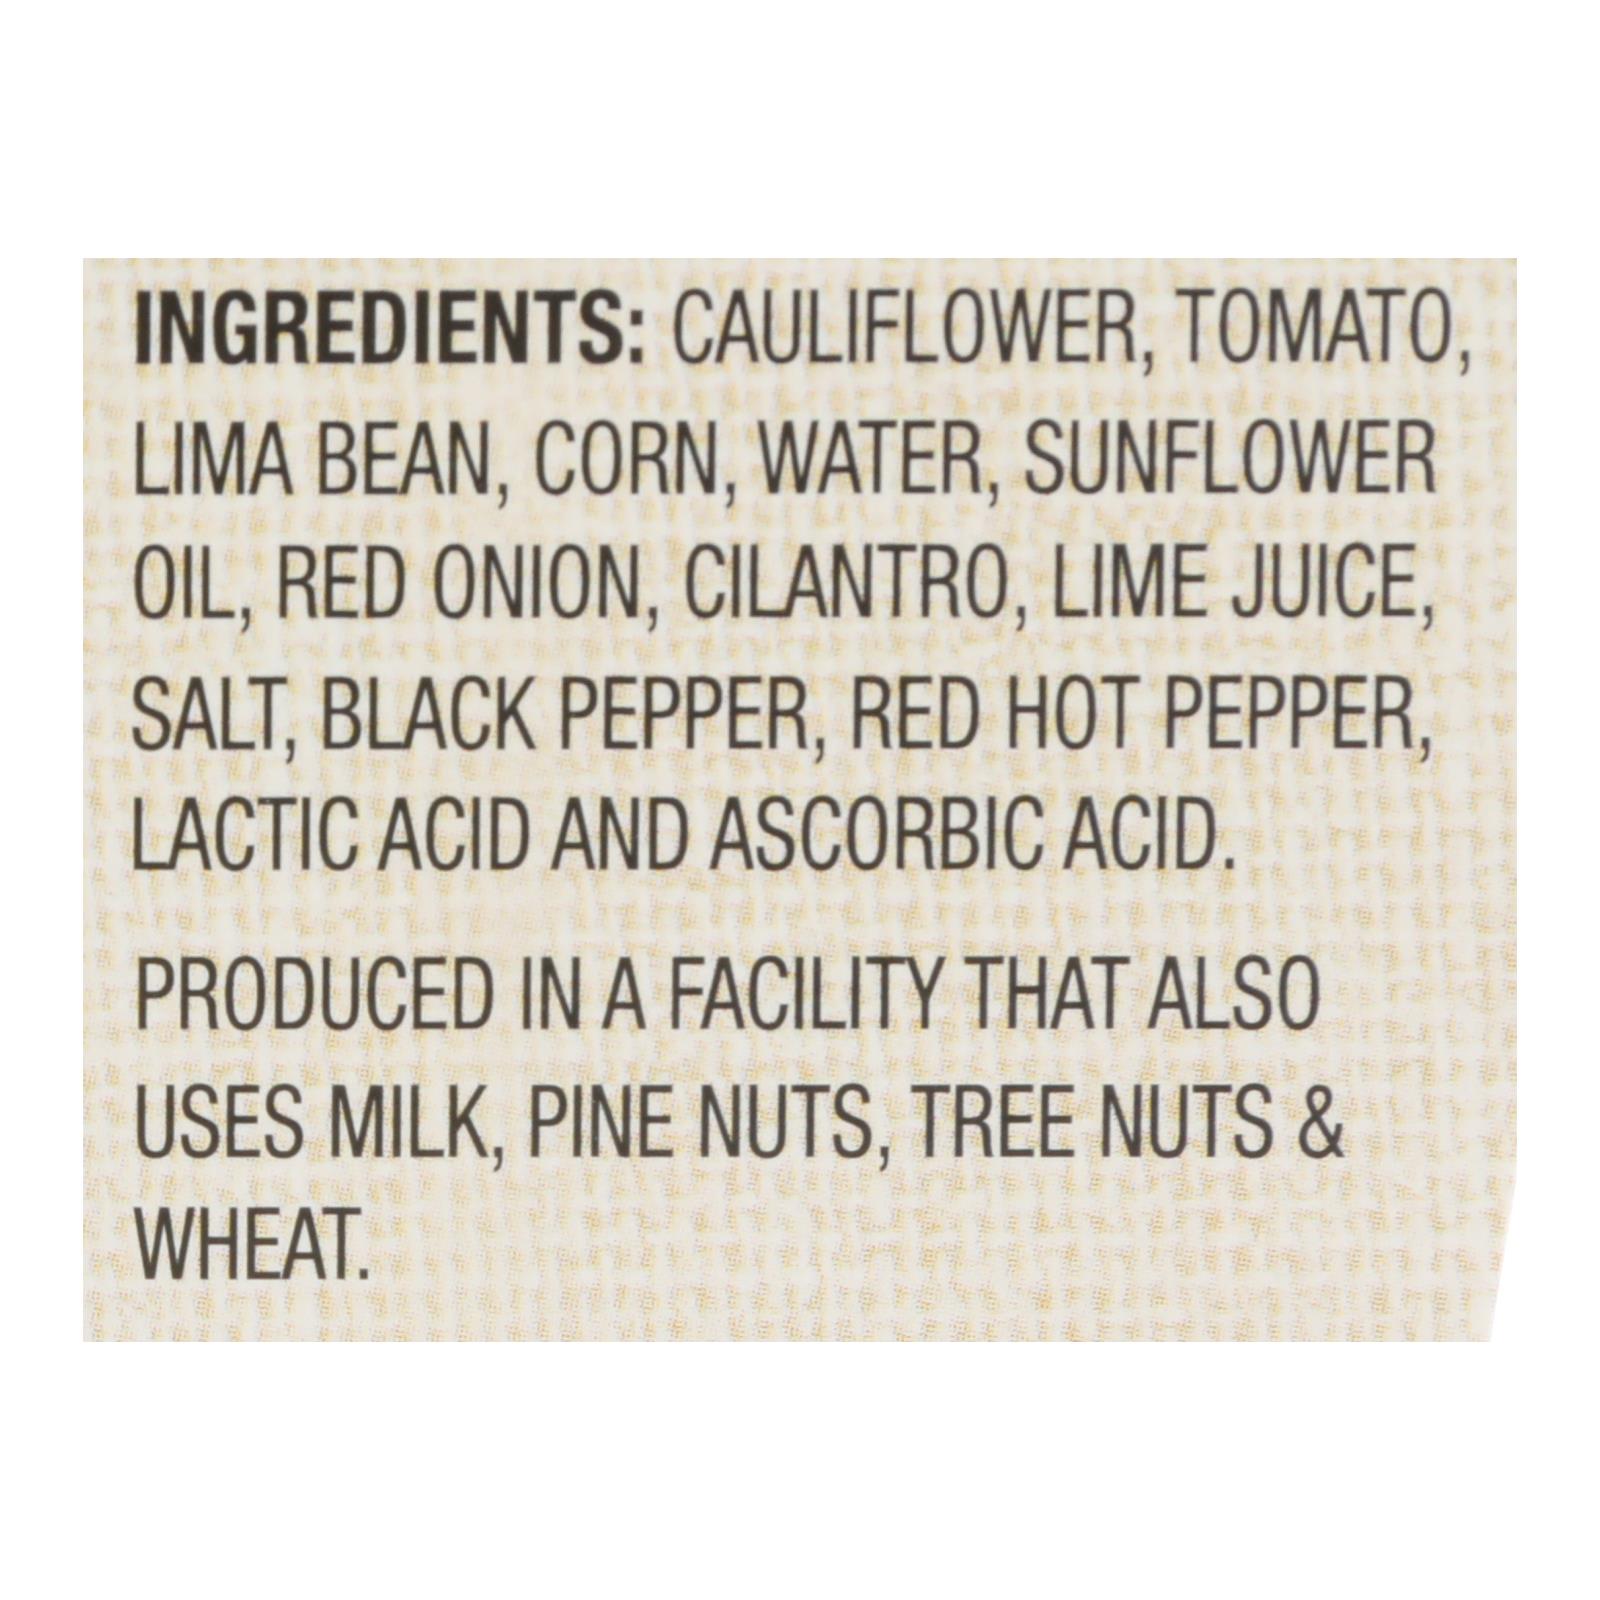 INGREDIENTS: CAULIFLOWER, TOMATO,
LIMA BEAN, CORN, WATER, SUNFLOWER
OIL, RED ONION, CILANTRO, LIME JUICE,
SALT, BLACK PEPPER, RED HOT PEPPER,
LACTIC ACID AND ASCORBIC ACID.
PRODUCED IN A FACILITY THAT ALSO
USES MILK, PINE NUTS, TREE NUTS &
WHEAT.